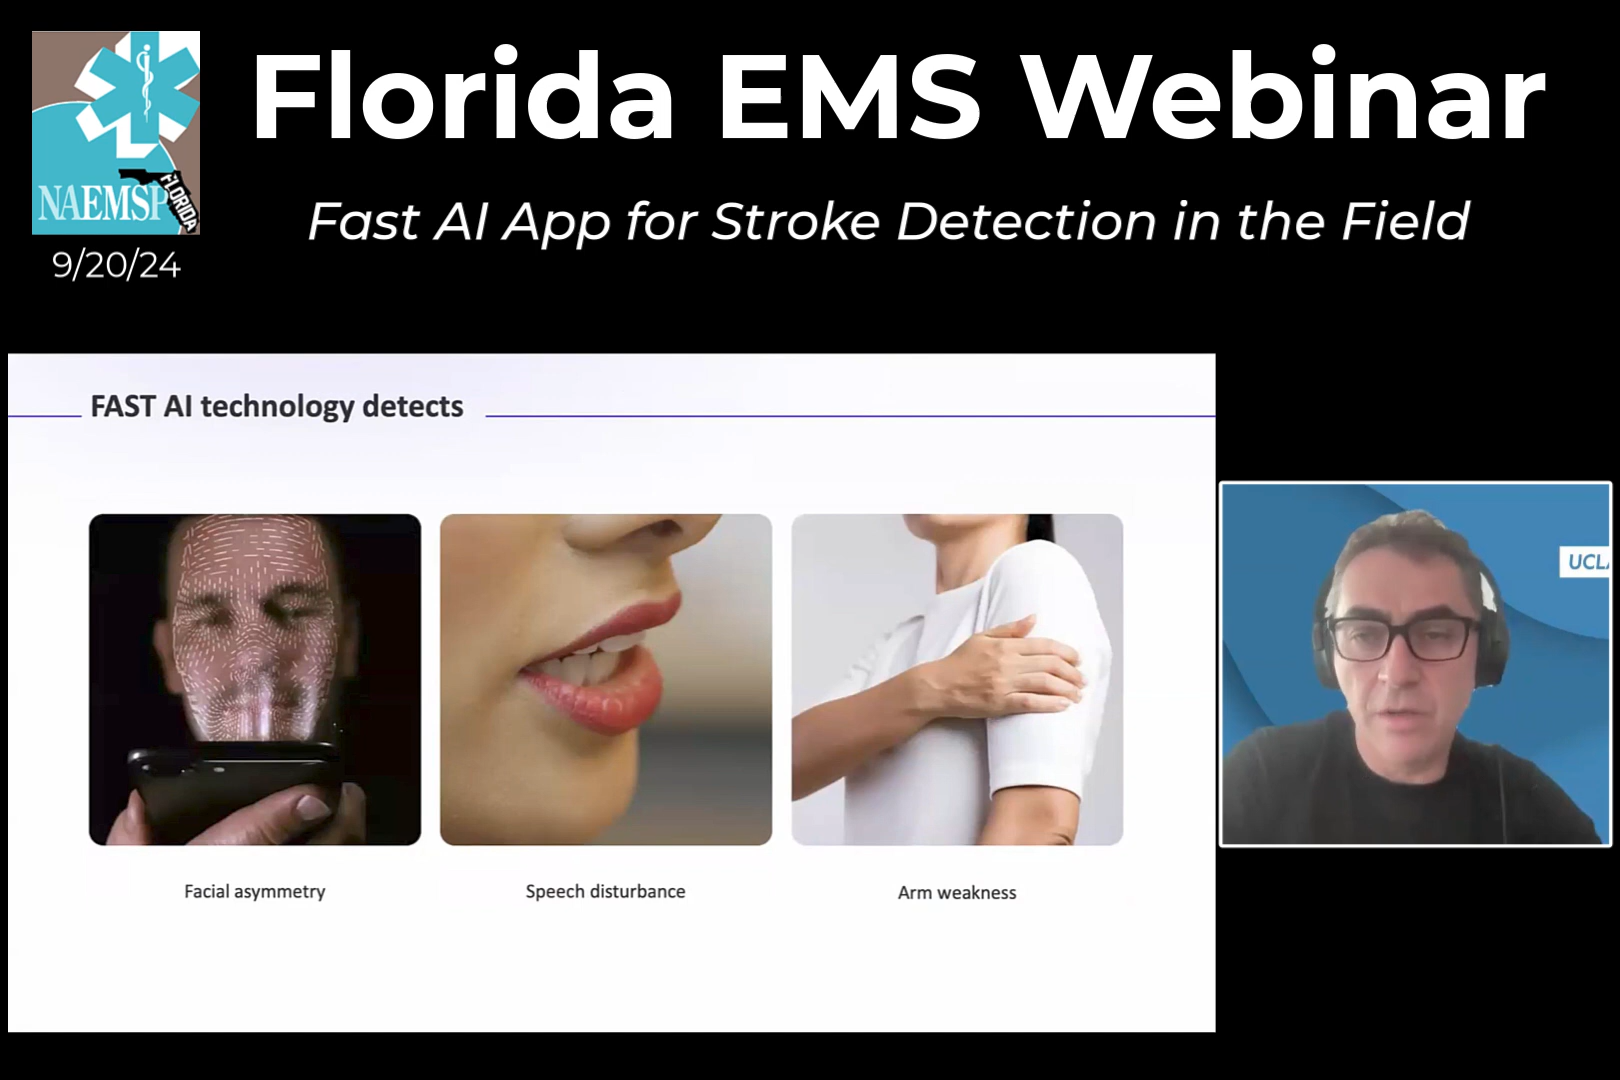 Florida EMS Webinar
Fast AI App for Stroke Detection in the Field
NAEMSP
FLORIDA
9/20/24
FAST AI technology detects
Facial asymmetry
Speech disturbance
Arm weakness
UCLA